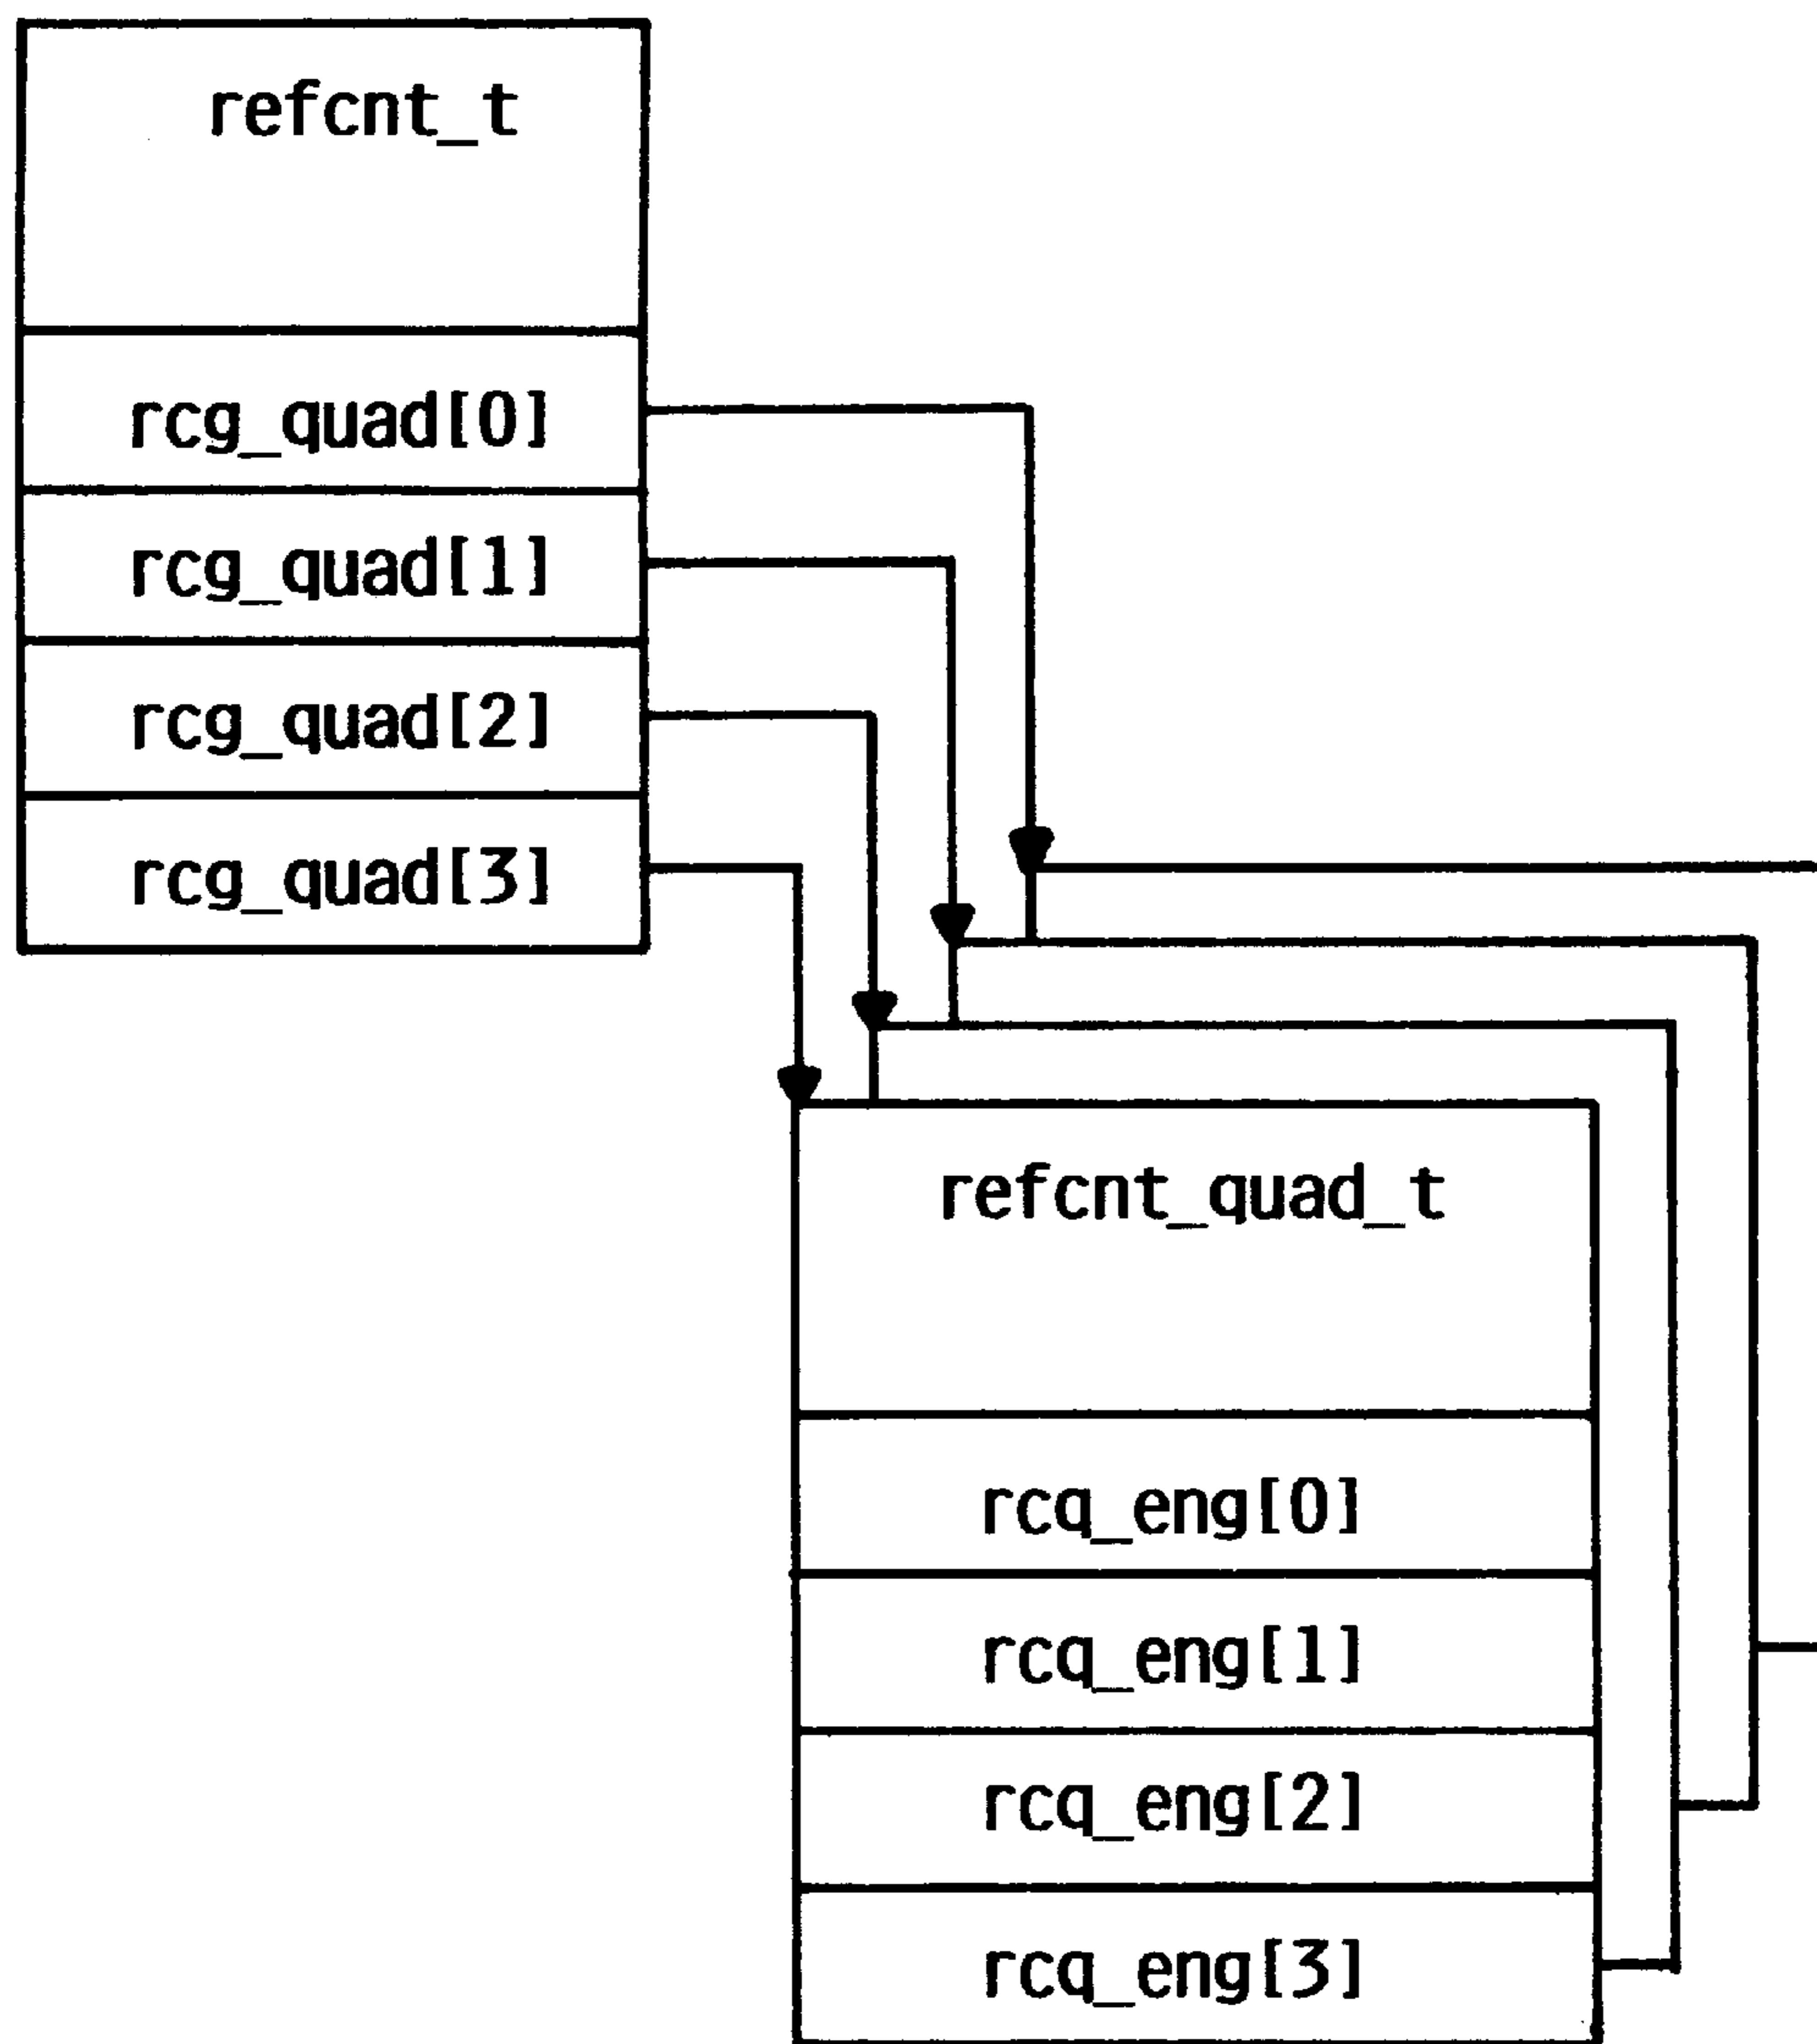 refcnt_t
rcg_quad[0]
rcg_quad[1]
rcg_quad[2]
rcg_quad[3]
refcnt_quad_t
rcq_eng[0]
rcq_eng[1]
rcq_eng[2]
rcq_eng[3]